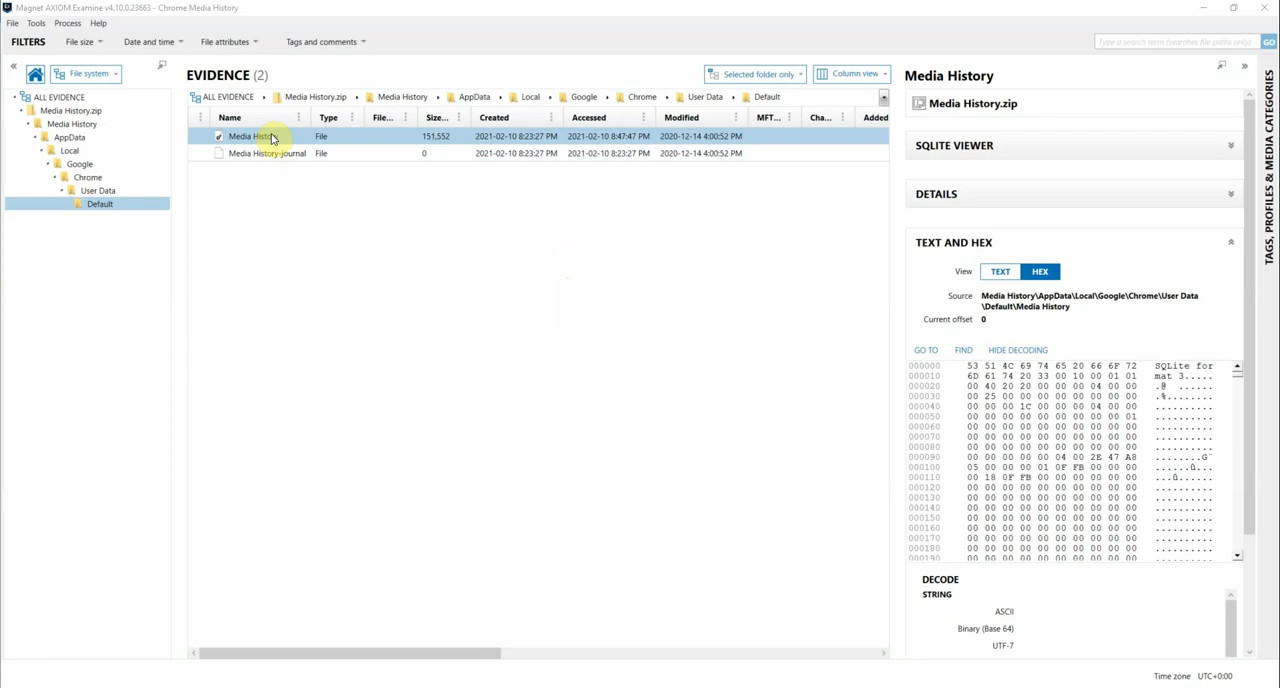 Magnet AXIOM Examine v4.10.0.23663 - Chrome Media History
File Tools Process Help
FILTERS File size Date and time File attributes Tags and comments Type a search term (searches file paths only) GO
File system
EVIDENCE (2) Selected folder only Column view
ALL EVIDENCE Media History.zip Media History AppData Local Google Chrome User Data Default
Name Type File... Size... Created Accessed Modified MFT... Cha... Added
Media History File 151,552 2021-02-10 8:23:27 PM 2021-02-10 8:47:47 PM 2020-12-14 4:00:52 PM
Media History-journal File 0 2021-02-10 8:23:27 PM 2021-02-10 8:23:27 PM 2020-12-14 4:00:52 PM
ALL EVIDENCE
Media History.zip
Media History
AppData
Local
Google
Chrome
User Data
Default
Media History
Media History.zip
SQLITE VIEWER
DETAILS
TEXT AND HEX
View TEXT HEX
Source Media History\AppData\Local\Google\Chrome\User Data
\Default\Media History
Current offset 0
GO TO FIND HIDE DECODING
000000 53 51 4C 69 74 65 20 66 6F 72 SQLite for
000010 6D 61 74 20 33 00 10 00 01 01 mat 3.....
000020 00 40 20 20 00 00 00 04 00 00 .@ ......
000030 00 25 00 00 00 00 00 00 00 00 .%........
000040 00 00 00 1C 00 00 00 04 00 00 ..........
000050 00 00 00 00 00 00 00 00 00 01 ..........
000060 00 00 00 00 00 00 00 00 00 00 ..........
000070 00 00 00 00 00 00 00 00 00 00 ..........
000080 00 00 00 00 00 00 00 00 00 00 ..........
000090 00 00 00 00 00 04 00 2E 47 A8 ........G¨
000100 05 00 00 00 01 0F FB 00 00 00 ......û...
000110 00 18 0F FB 00 00 00 00 00 00 ...û......
000120 00 00 00 00 00 00 00 00 00 00 ..........
000130 00 00 00 00 00 00 00 00 00 00 ..........
000140 00 00 00 00 00 00 00 00 00 00 ..........
000150 00 00 00 00 00 00 00 00 00 00 ..........
000160 00 00 00 00 00 00 00 00 00 00 ..........
000170 00 00 00 00 00 00 00 00 00 00 ..........
000180 00 00 00 00 00 00 00 00 00 00 ..........
000190 00 00 00 00 00 00 00 00 00 00 ..........
DECODE
STRING
ASCII
Binary (Base 64)
UTF-7
TAGS, PROFILES & MEDIA CATEGORIES
Time zone UTC+0:00